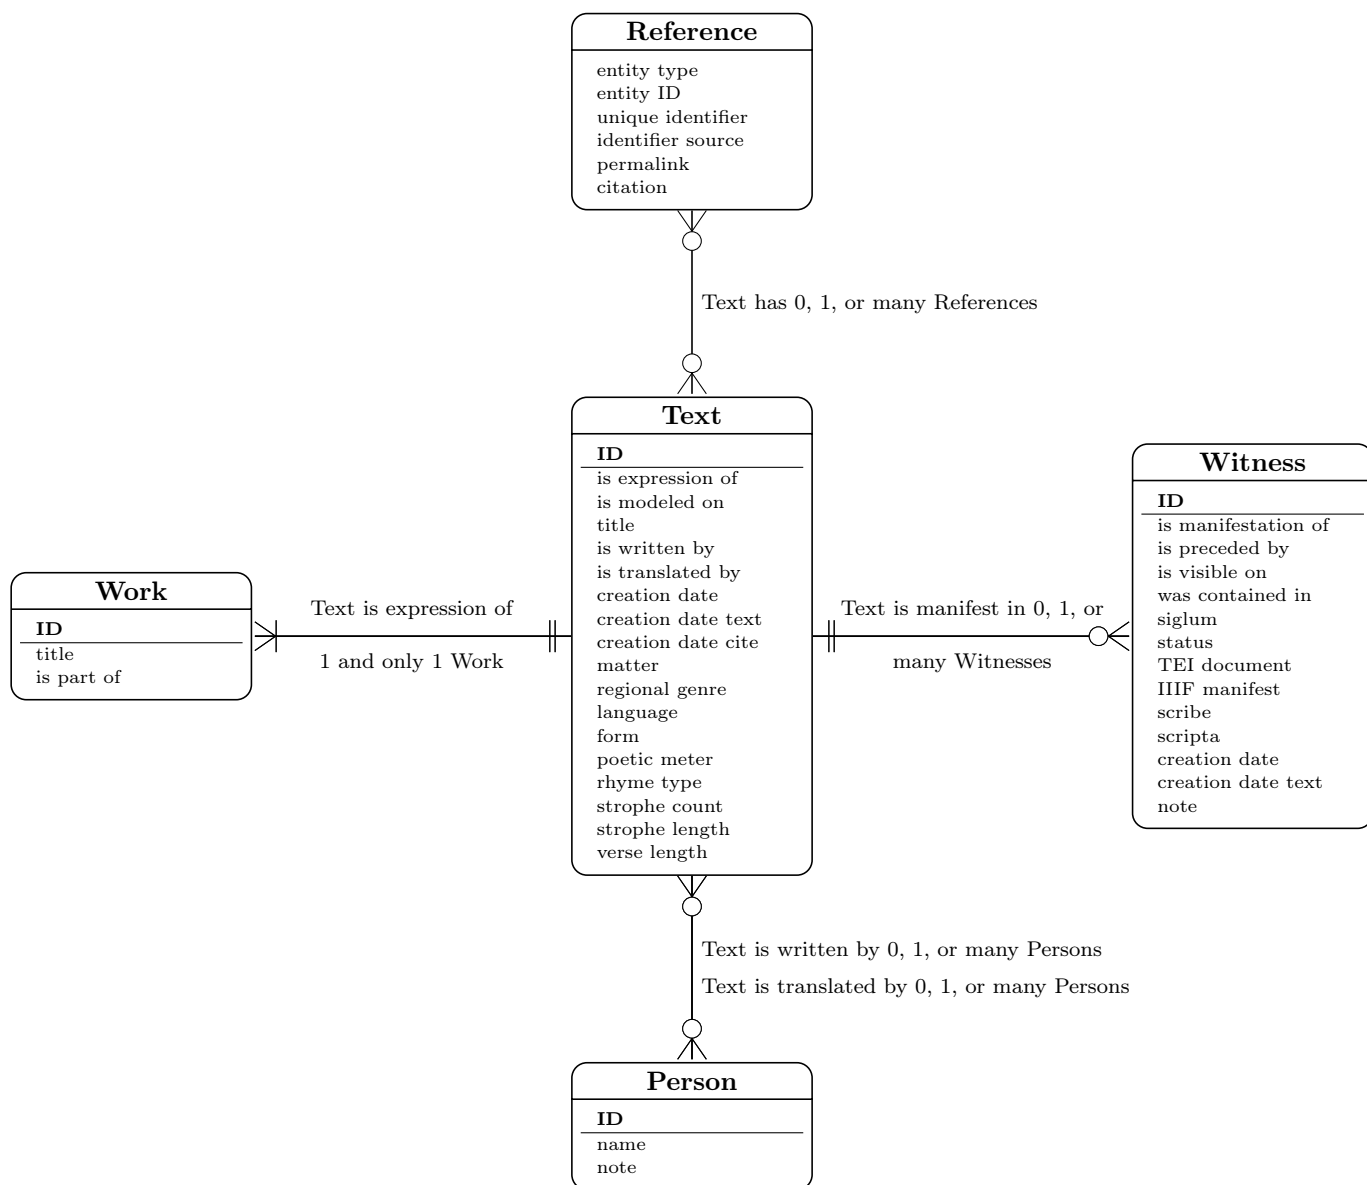 Reference
entity type
entity ID
unique identifier
identifier source
permalink
citation
Text has 0, 1, or many References
Text
ID
is expression of
is modeled on
title
is written by
is translated by
creation date
creation date text
creation date cite
matter
regional genre
language
form
poetic meter
rhyme type
strophe count
strophe length
verse length
Work
ID
title
is part of
Text is expression of
1 and only 1 Work
Text is manifest in 0, 1, or
many Witnesses
Witness
ID
is manifestation of
is preceded by
is visible on
was contained in
siglum
status
TEI document
IIIF manifest
scribe
scripta
creation date
creation date text
note
Text is written by 0, 1, or many Persons
Text is translated by 0, 1, or many Persons
Person
ID
name
note